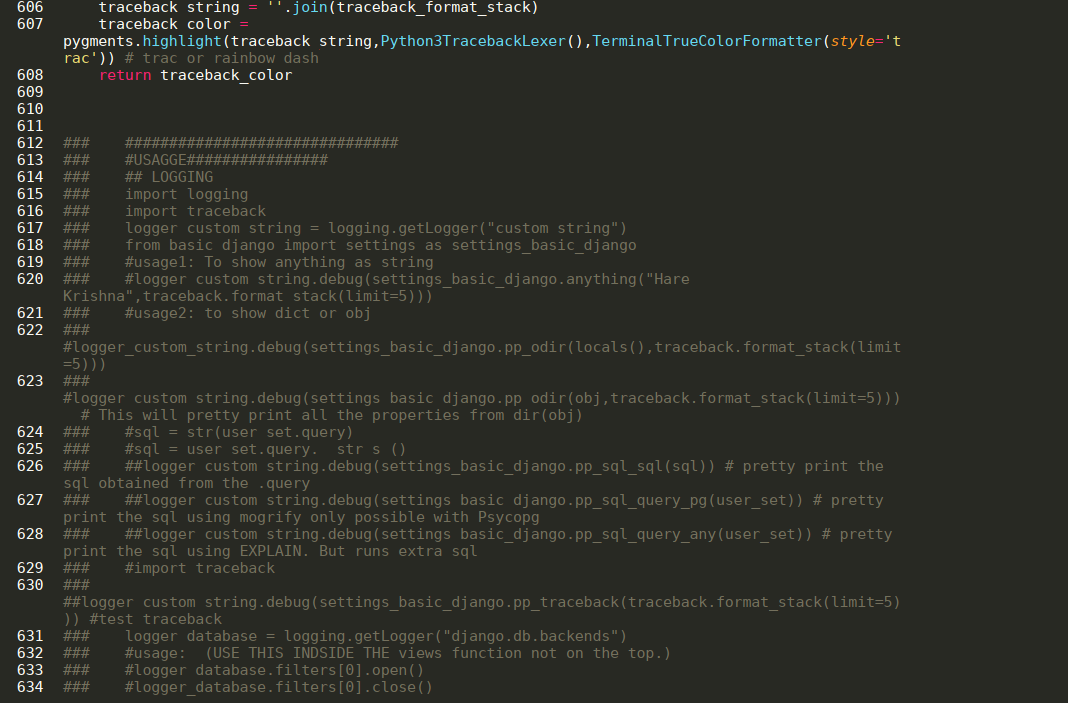 606 traceback string = ''.join(traceback_format_stack)
607 traceback color =
pygments.highlight(traceback string,Python3TracebackLexer(),TerminalTrueColorFormatter(style='t
rac')) # trac or rainbow dash
608 return traceback_color
609
610
611
612 ### ###############################
613 ### #USAGGE################
614 ### ## LOGGING
615 ### import logging
616 ### import traceback
617 ### logger custom string = logging.getLogger("custom string")
618 ### from basic django import settings as settings_basic_django
619 ### #usage1: To show anything as string
620 ### #logger custom string.debug(settings_basic_django.anything("Hare
Krishna",traceback.format stack(limit=5)))
621 ### #usage2: to show dict or obj
622 ###
#logger_custom_string.debug(settings_basic_django.pp_odir(locals(),traceback.format_stack(limit
=5)))
623 ###
#logger custom string.debug(settings basic django.pp odir(obj,traceback.format_stack(limit=5)))
# This will pretty print all the properties from dir(obj)
624 ### #sql = str(user set.query)
625 ### #sql = user set.query.  str s ()
626 ### ##logger custom string.debug(settings_basic_django.pp_sql_sql(sql)) # pretty print the
sql obtained from the .query
627 ### ##logger custom string.debug(settings basic django.pp_sql_query_pg(user_set)) # pretty
print the sql using mogrify only possible with Psycopg
628 ### ##logger custom string.debug(settings basic_django.pp_sql_query_any(user_set)) # pretty
print the sql using EXPLAIN. But runs extra sql
629 ### #import traceback
630 ###
##logger custom string.debug(settings_basic_django.pp_traceback(traceback.format_stack(limit=5)
)) #test traceback
631 ### logger database = logging.getLogger("django.db.backends")
632 ### #usage:  (USE THIS INDSIDE THE views function not on the top.)
633 ### #logger database.filters[0].open()
634 ### #logger_database.filters[0].close()